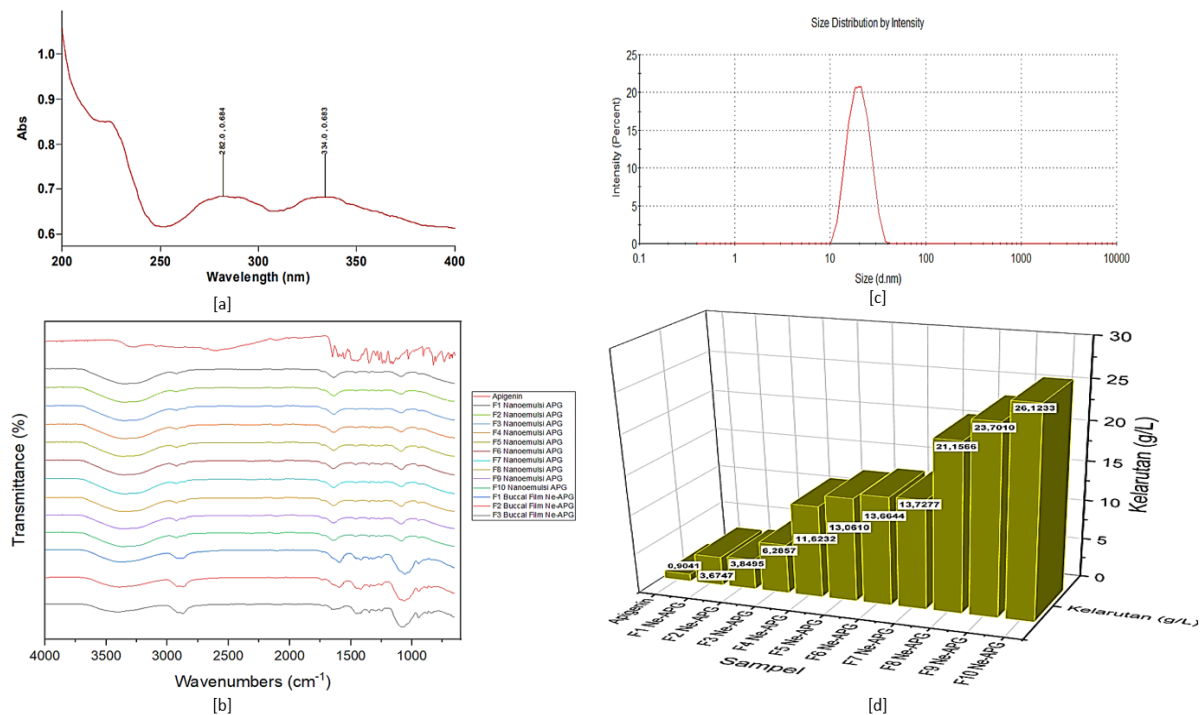 1.0
0.9
0.8
0.7
0.6
Abs
282.0 , 0.684
334.0 , 0.683
200
250
300
350
400
Wavelength (nm)
[a]
Transmittance (%)
4000
3500
3000
2500
2000
1500
1000
Wavenumbers (cm⁻¹)
Apigenin
F1 Nanoemulsi APG
F2 Nanoemulsi APG
F3 Nanoemulsi APG
F4 Nanoemulsi APG
F5 Nanoemulsi APG
F6 Nanoemulsi APG
F7 Nanoemulsi APG
F8 Nanoemulsi APG
F9 Nanoemulsi APG
F10 Nanoemulsi APG
F1 Buccal Film Ne-APG
F2 Buccal Film Ne-APG
F3 Buccal Film Ne-APG
[b]
Size Distribution by Intensity
25
20
15
10
5
0
Intensity (Percent)
0.1
1
10
100
1000
10000
Size (d.nm)
[c]
30
25
20
15
10
5
0
Kelarutan (g/L)
0,9041
3,6747
3,8495
6,2857
11,6232
13,0610
13,6644
13,7277
21,1566
23,7010
26,1233
Apigenin
F1 Ne-APG
F2 Ne-APG
F3 Ne-APG
F4 Ne-APG
F5 Ne-APG
F6 Ne-APG
F7 Ne-APG
F8 Ne-APG
F9 Ne-APG
F10 Ne-APG
Kelarutan (g/L)
Sampel
[d]